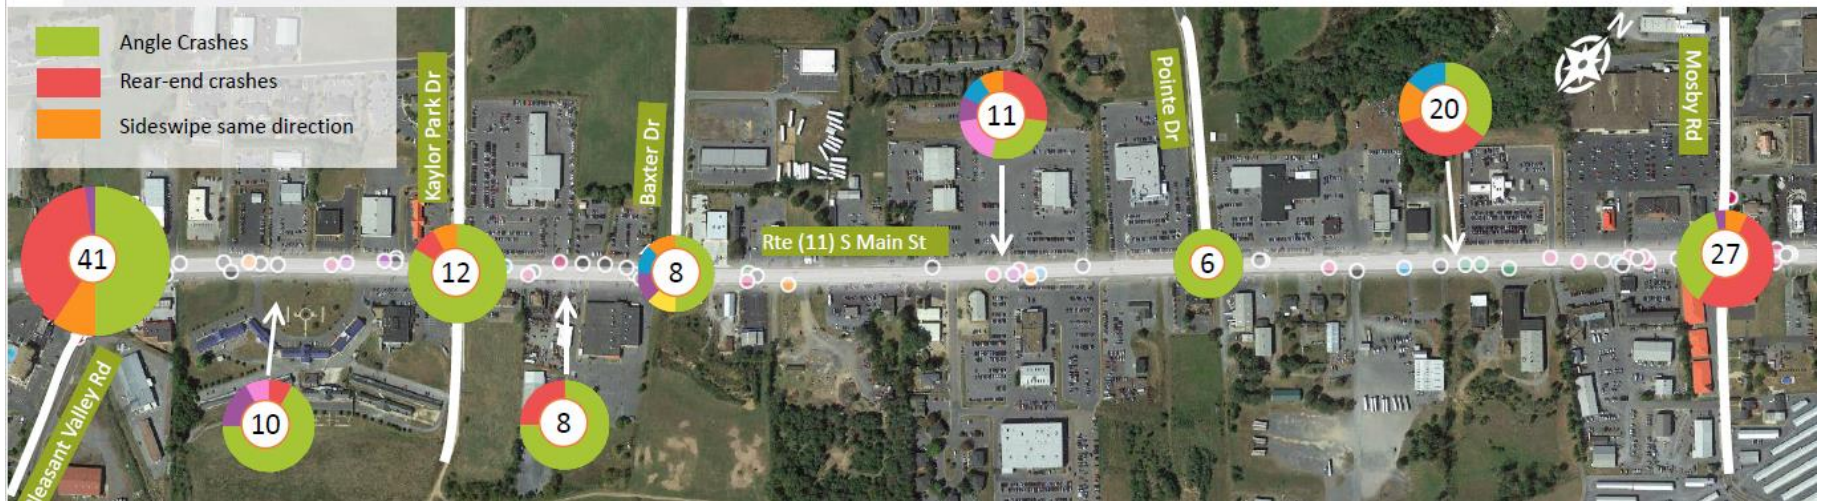 Angle Crashes
Rear-end crashes
Sideswipe same direction
Kaylor Park Dr
Baxter Dr
Pointe Dr
Mosby Rd
N
11
20
Rte (11) S Main St
41
12
8
6
27
10
8
leasant Valley Rd